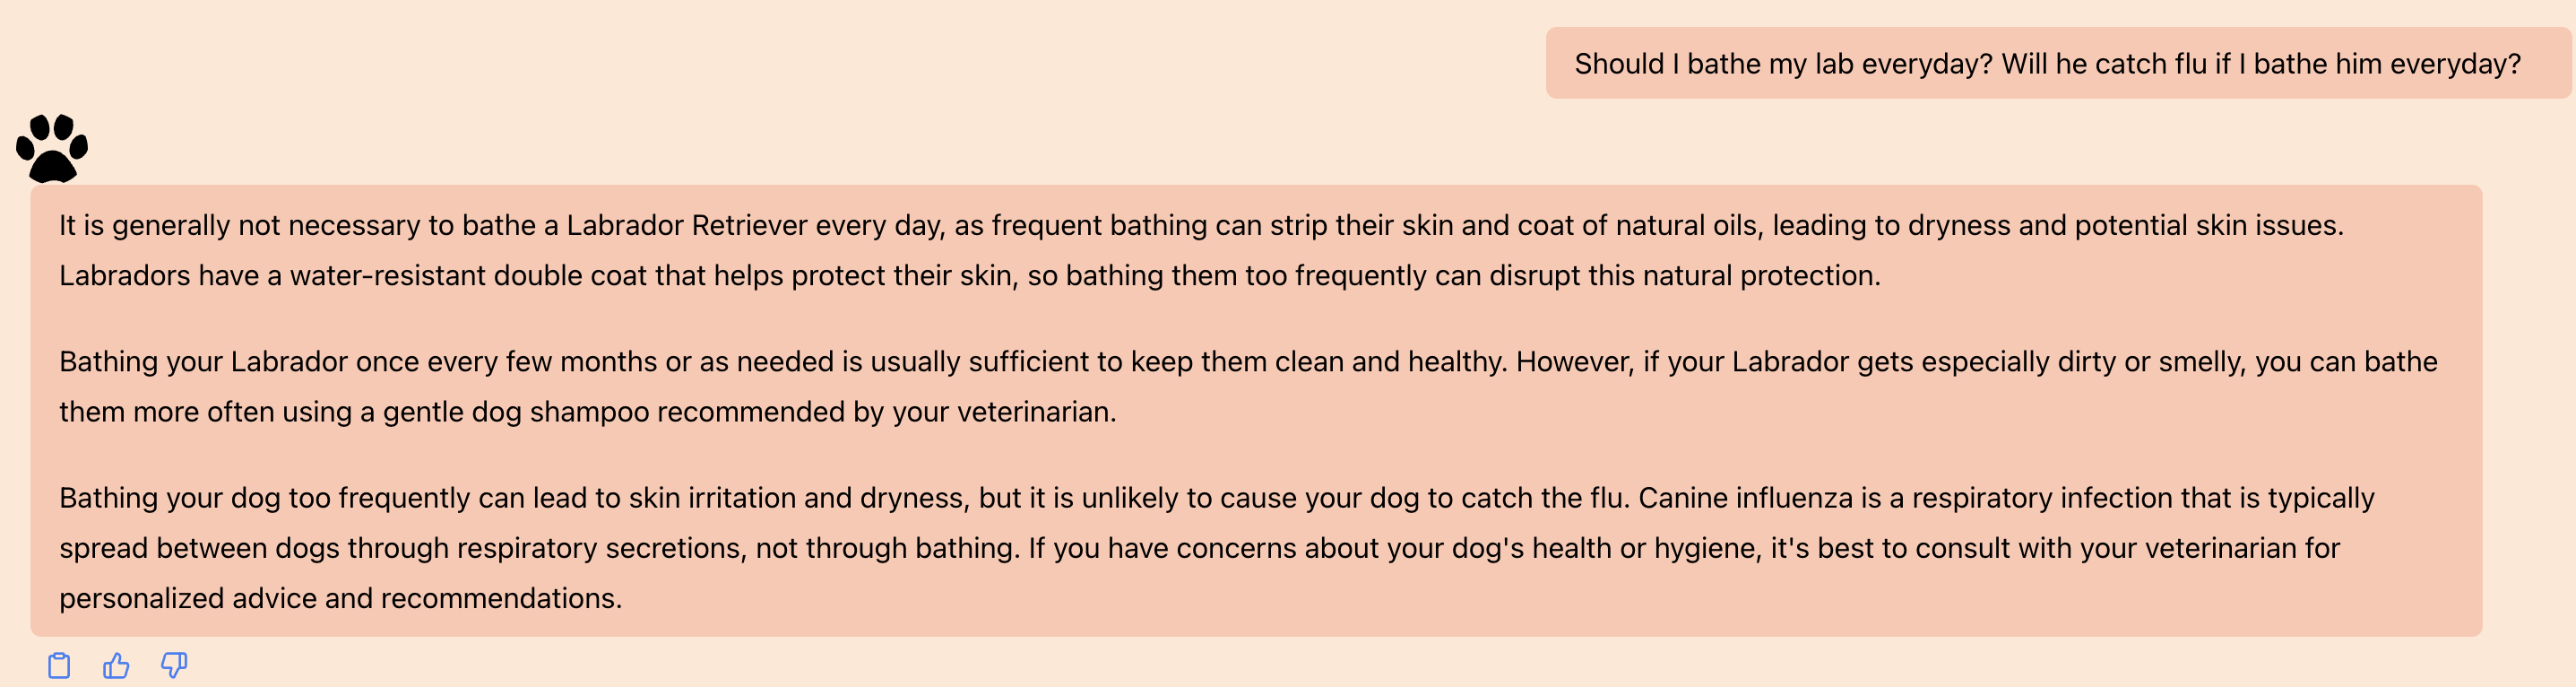 Should I bathe my lab everyday? Will he catch flu if I bathe him everyday?
It is generally not necessary to bathe a Labrador Retriever every day, as frequent bathing can strip their skin and coat of natural oils, leading to dryness and potential skin issues.
Labradors have a water-resistant double coat that helps protect their skin, so bathing them too frequently can disrupt this natural protection.
Bathing your Labrador once every few months or as needed is usually sufficient to keep them clean and healthy. However, if your Labrador gets especially dirty or smelly, you can bathe
them more often using a gentle dog shampoo recommended by your veterinarian.
Bathing your dog too frequently can lead to skin irritation and dryness, but it is unlikely to cause your dog to catch the flu. Canine influenza is a respiratory infection that is typically
spread between dogs through respiratory secretions, not through bathing. If you have concerns about your dog's health or hygiene, it's best to consult with your veterinarian for
personalized advice and recommendations.